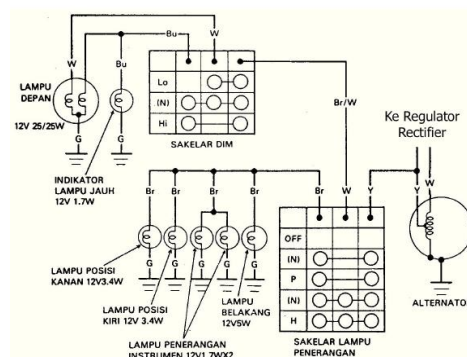 Bu
W
W
Bu
Bu
LAMPU
DEPAN
12V 25/25W
G
G
INDIKATOR
LAMPU JAUH
12V 1.7W
Lo
(N)
Hi
SAKELAR DIM
Br/W
Ke Regulator
Rectifier
Br
Br
Br
Br
Br
W
Y
Y
W
G
G
G
G
G
LAMPU POSISI
KANAN 12V3.4W
LAMPU POSISI
KIRI 12V 3.4W
LAMPU PENERANGAN
INSTRUMEN 12V1.7WX2
LAMPU
BELAKANG
12V5W
OFF
(N)
P
(N)
H
SAKELAR LAMPU
PENERANGAN
ALTERNATO